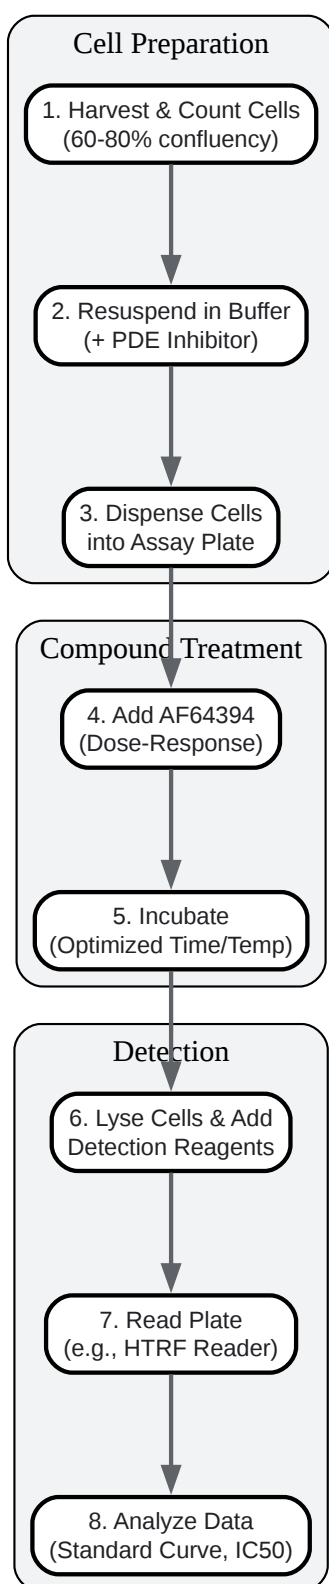 Cell Preparation
1. Harvest & Count Cells
(60-80% confluency)
2. Resuspend in Buffer
(+ PDE Inhibitor)
3. Dispense Cells
into Assay Plate
Compound Treatment
4. Add AF64394
(Dose-Response)
5. Incubate
(Optimized Time/Temp)
Detection
6. Lyse Cells & Add
Detection Reagents
7. Read Plate
(e.g., HTRF Reader)
8. Analyze Data
(Standard Curve, IC50)